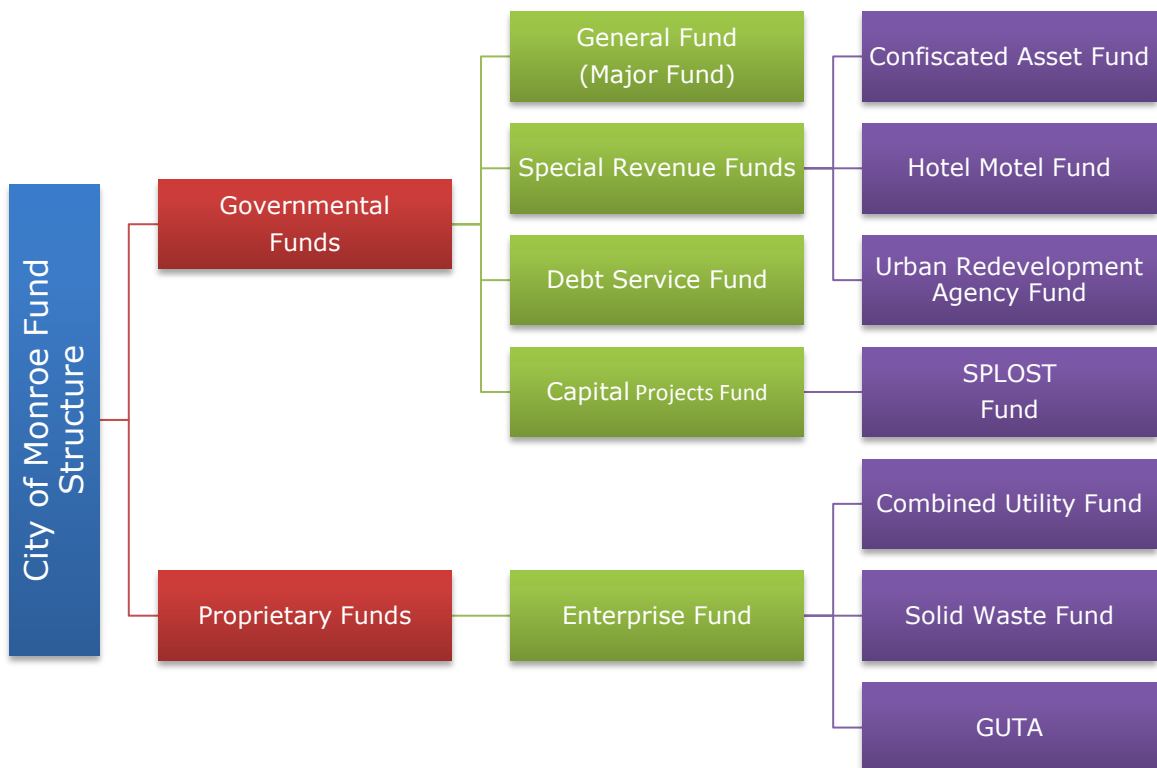 City of Monroe Fund
Structure
Governmental
Funds
General Fund
(Major Fund)
Special Revenue Funds
Confiscated Asset Fund
Hotel Motel Fund
Urban Redevelopment
Agency Fund
Debt Service Fund
Capital Projects Fund
SPLOST
Fund
Proprietary Funds
Enterprise Fund
Combined Utility Fund
Solid Waste Fund
GUTA